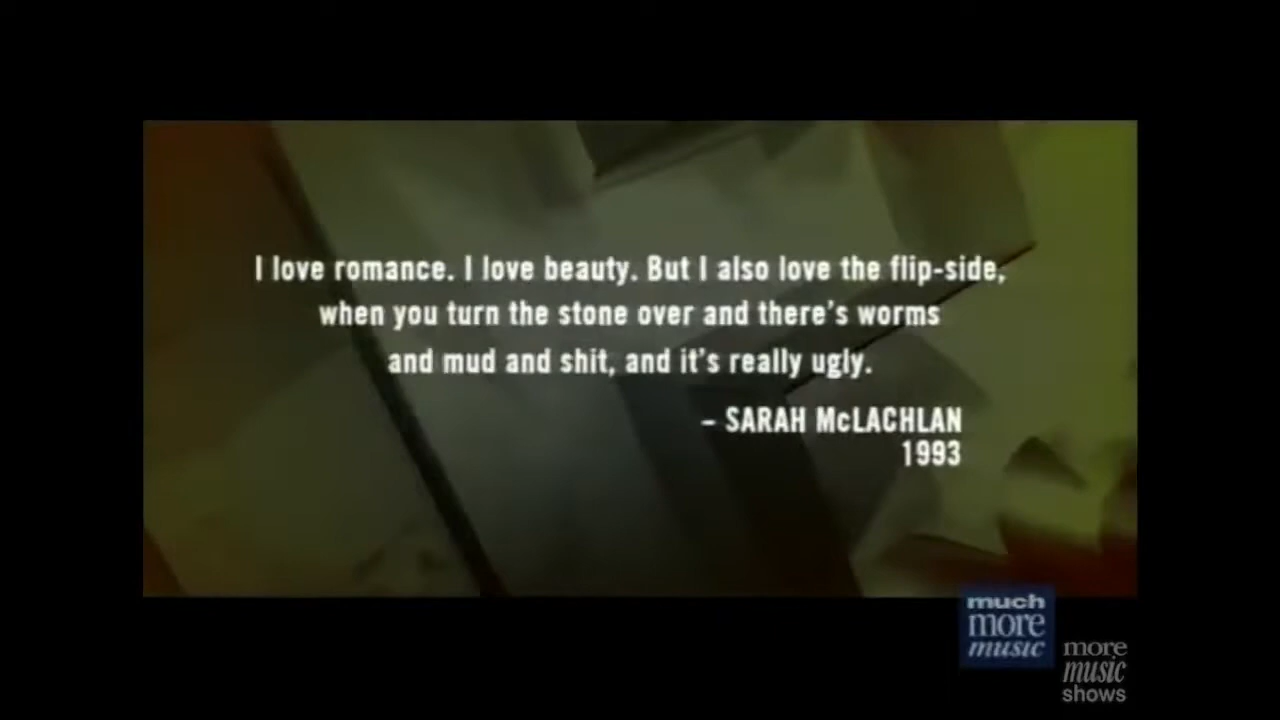 I love romance. I love beauty. But I also love the flip-side,
when you turn the stone over and there's worms
and mud and shit, and it's really ugly.
– SARAH McLACHLAN
1993
much
more
music
more
music
shows